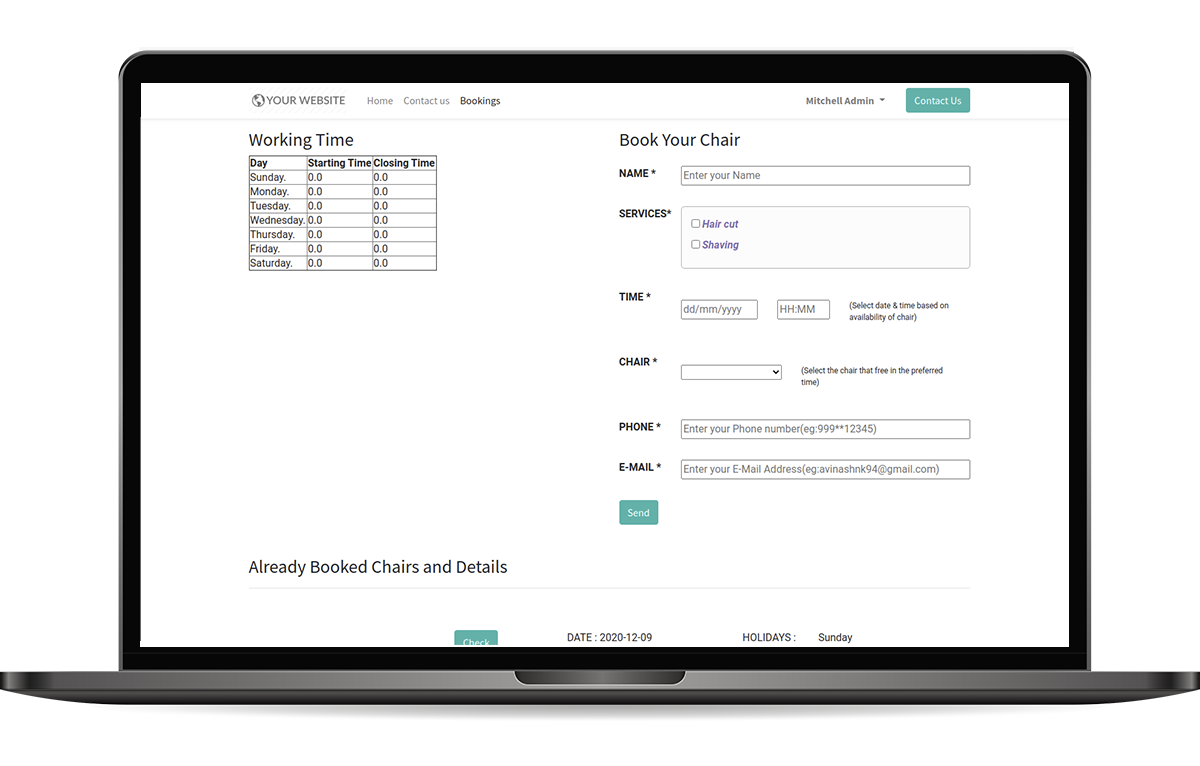 YOUR WEBSITE Home Contact us Bookings Mitchell Admin Contact Us
Working Time
Day Starting Time Closing Time
Sunday. 0.0 0.0
Monday. 0.0 0.0
Tuesday. 0.0 0.0
Wednesday. 0.0 0.0
Thursday. 0.0 0.0
Friday. 0.0 0.0
Saturday. 0.0 0.0
Book Your Chair
NAME * Enter your Name
SERVICES* Hair cut
Shaving
TIME * dd/mm/yyyy HH:MM (Select date & time based on
availability of chair)
CHAIR * (Select the chair that free in the preferred
time)
PHONE * Enter your Phone number(eg:999**12345)
E-MAIL * Enter your E-Mail Address(eg:avinashnk94@gmail.com)
Send
Already Booked Chairs and Details
Check DATE : 2020-12-09 HOLIDAYS : Sunday